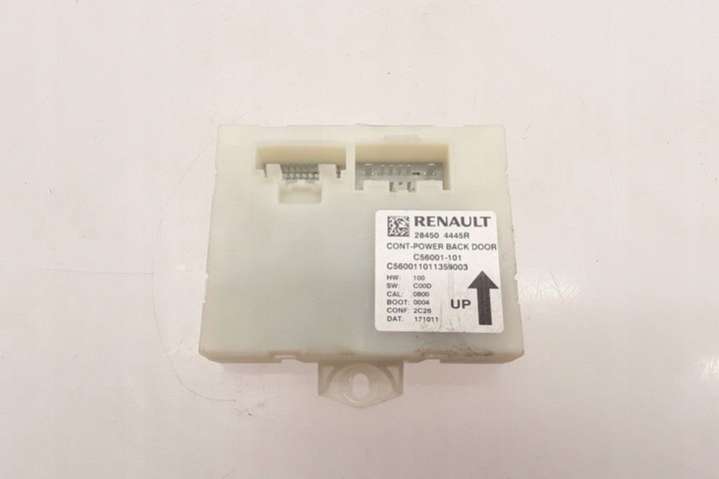 RENAULT
28450 4445R
CONT-POWER BACK DOOR
C56001-101
C560011011359003
HW: 100
SW: C00D
CAL: 0800
BOOT: 0004
CONF: 2C26
DAT: 171011
UP